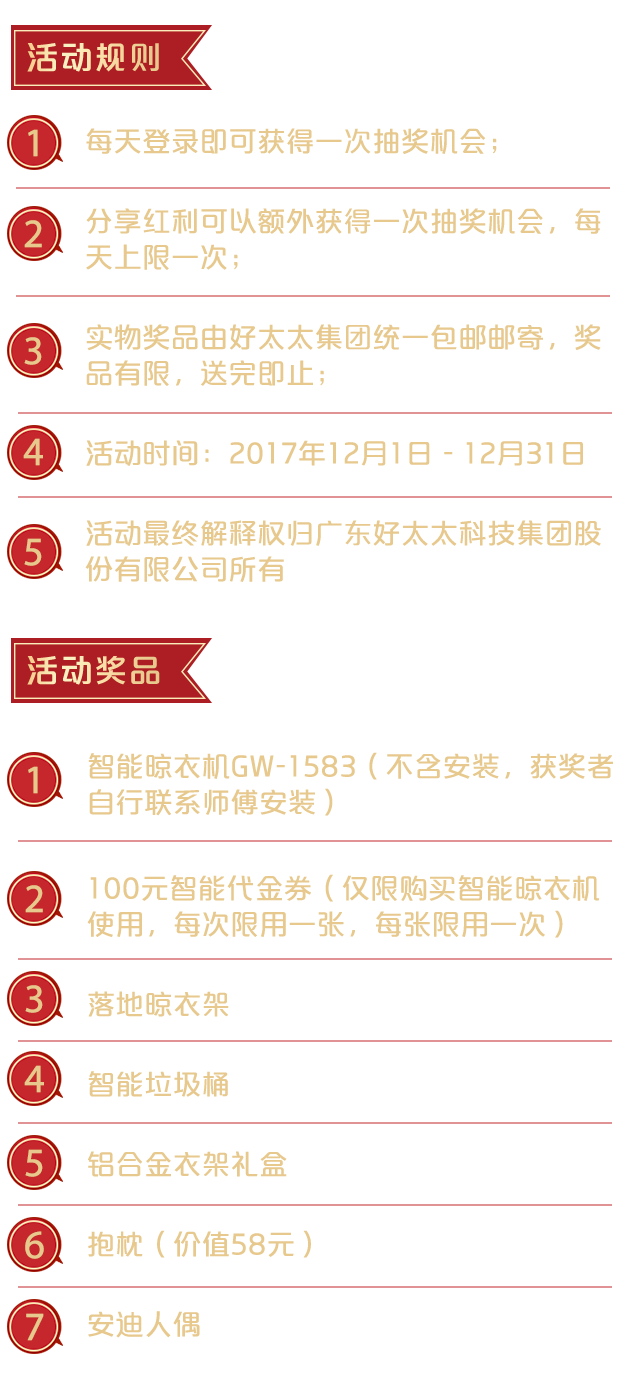 活动规则
1 每天登录即可获得一次抽奖机会；
2 分享红利可以额外获得一次抽奖机会，每
天上限一次；
3 实物奖品由好太太集团统一包邮邮寄，奖
品有限，送完即止；
4 活动时间：2017年12月1日 - 12月31日
5 活动最终解释权归广东好太太科技集团股
份有限公司所有
活动奖品
1 智能晾衣机GW-1583（不含安装，获奖者
自行联系师傅安装）
2 100元智能代金券（仅限购买智能晾衣机
使用，每次限用一张，每张限用一次）
3 落地晾衣架
4 智能垃圾桶
5 铝合金衣架礼盒
6 抱枕（价值58元）
7 安迪人偶